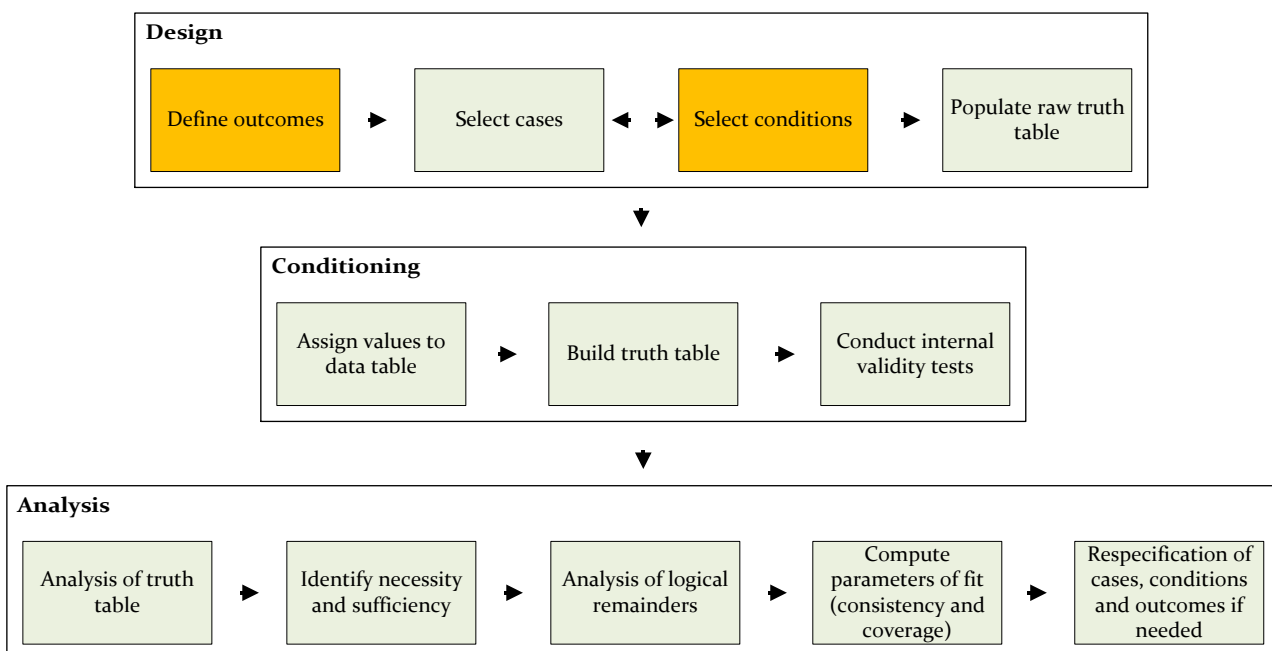 Design
Define outcomes
Select cases
Select conditions
Populate raw truth
table
Conditioning
Assign values to
data table
Build truth table
Conduct internal
validity tests
Analysis
Analysis of truth
table
Identify necessity
and sufficiency
Analysis of logical
remainders
Compute
parameters of fit
(consistency and
coverage)
Respecification of
cases, conditions
and outcomes if
needed